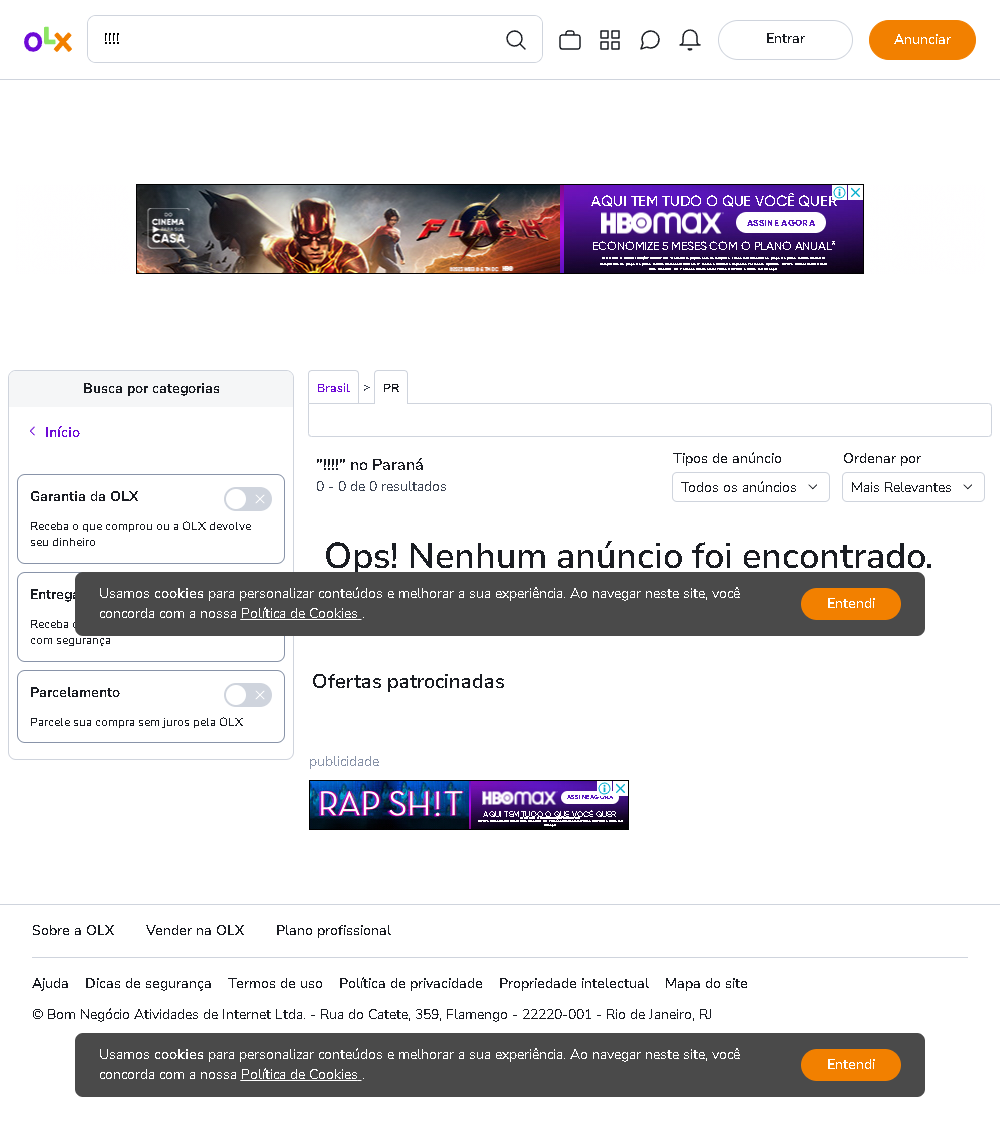 OLX
!!!!
Entrar
Anunciar
DO CINEMA PARA SUA CASA
FLASH
AQUI TEM TUDO O QUE VOCÊ QUER
HBOMAX
ASSINE AGORA
ECONOMIZE 5 MESES COM O PLANO ANUAL*
Busca por categorias
Início
Garantia da OLX
Receba o que comprou ou a OLX devolve
seu dinheiro
Entrega
Receba
com segurança
Parcelamento
Parcele sua compra sem juros pela OLX
Brasil > PR
"!!!!" no Paraná
0 - 0 de 0 resultados
Tipos de anúncio
Todos os anúncios
Ordenar por
Mais Relevantes
Ops! Nenhum anúncio foi encontrado.
Usamos cookies para personalizar conteúdos e melhorar a sua experiência. Ao navegar neste site, você
concorda com a nossa Política de Cookies .
Entendi
Ofertas patrocinadas
publicidade
RAP SH!T
HBOMAX
ASSINE AGORA
AQUI TEM TUDO O QUE VOCÊ QUER
Sobre a OLX Vender na OLX Plano profissional
Ajuda Dicas de segurança Termos de uso Política de privacidade Propriedade intelectual Mapa do site
© Bom Negócio Atividades de Internet Ltda. - Rua do Catete, 359, Flamengo - 22220-001 - Rio de Janeiro, RJ
Usamos cookies para personalizar conteúdos e melhorar a sua experiência. Ao navegar neste site, você
concorda com a nossa Política de Cookies .
Entendi